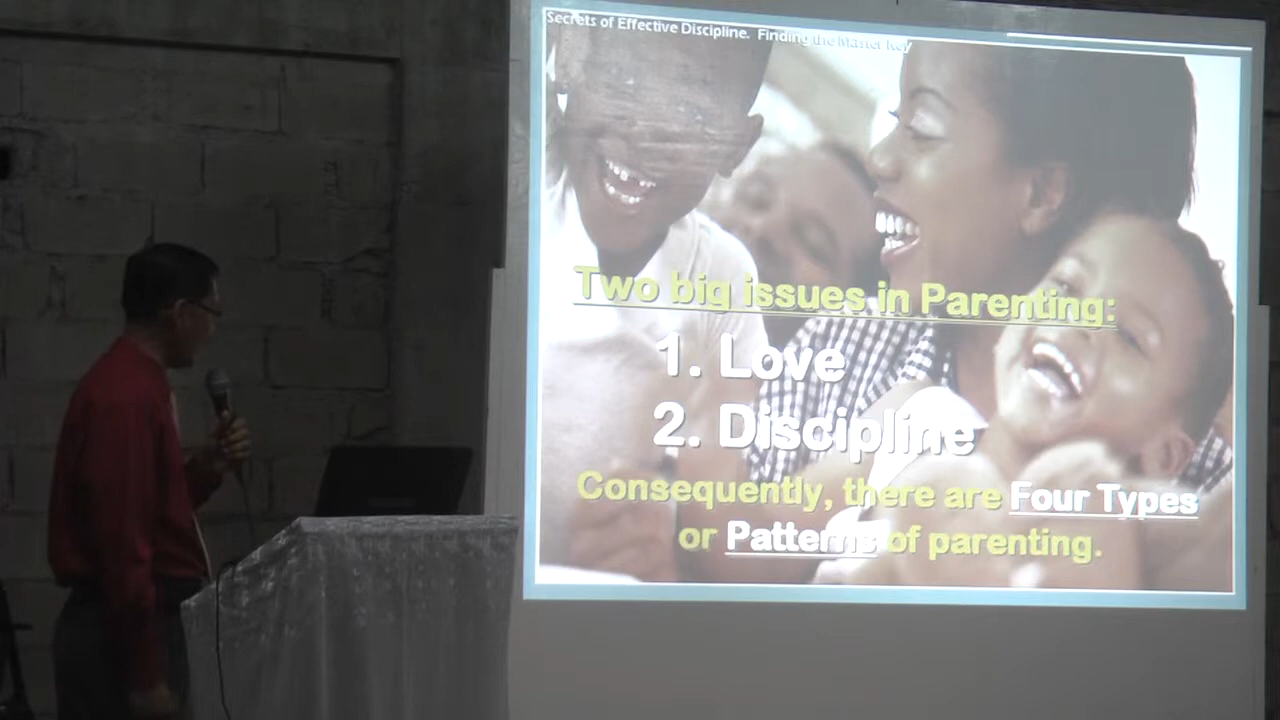 Secrets of Effective Discipline. Finding the Master Key
Two big issues in Parenting:
1. Love
2. Discipline
Consequently, there are Four Types
or Patterns of parenting.